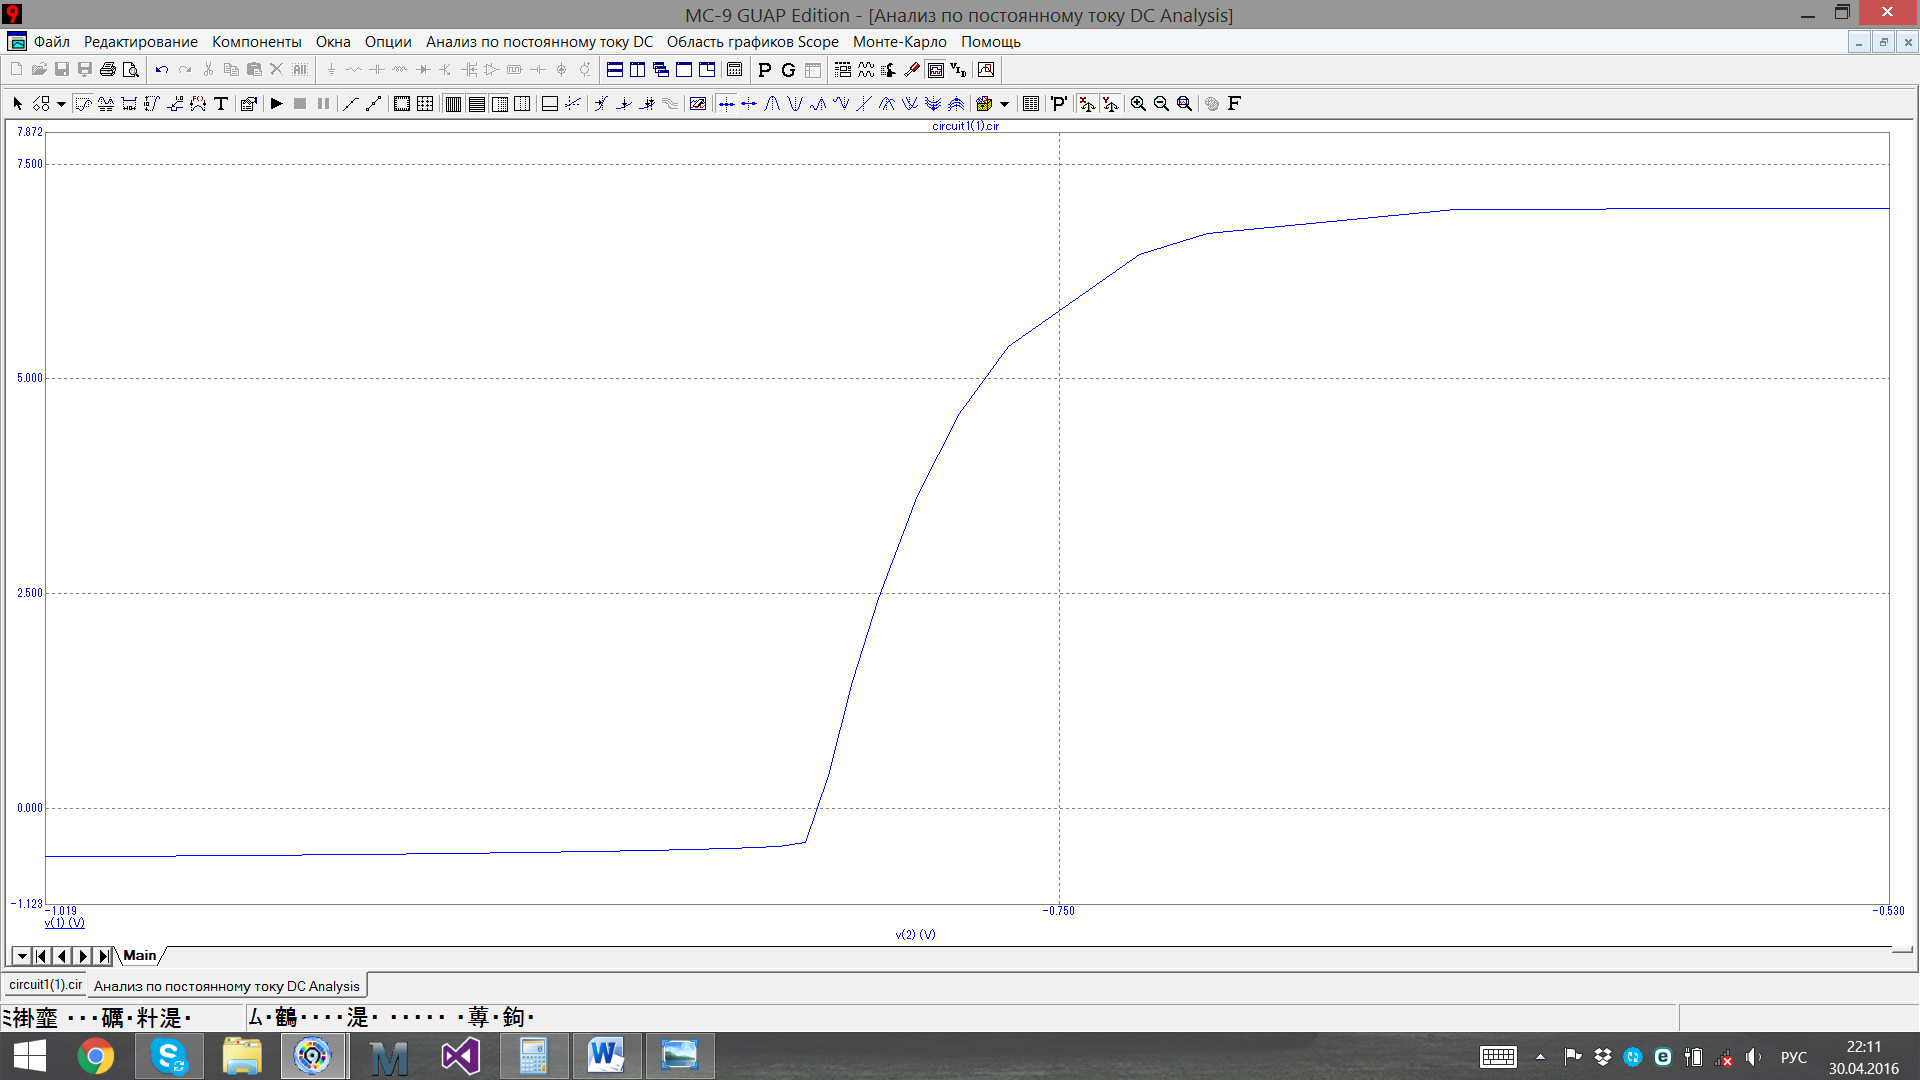 MC-9 GUAP Edition - [Анализ по постоянному току DC Analysis]
Файл Редактирование Компоненты Окна Опции Анализ по постоянному току DC Область графиков Scope Монте-Карло Помощь
circuit1(1).cir
7.872
7.500
5.000
2.500
0.000
-1.123
-1.019 -0.750 -0.530
v(1) (V)
v(2) (V)
Main
circuit1(1).cir Анализ по постоянному току DC Analysis
РУС
22:11
30.04.2016